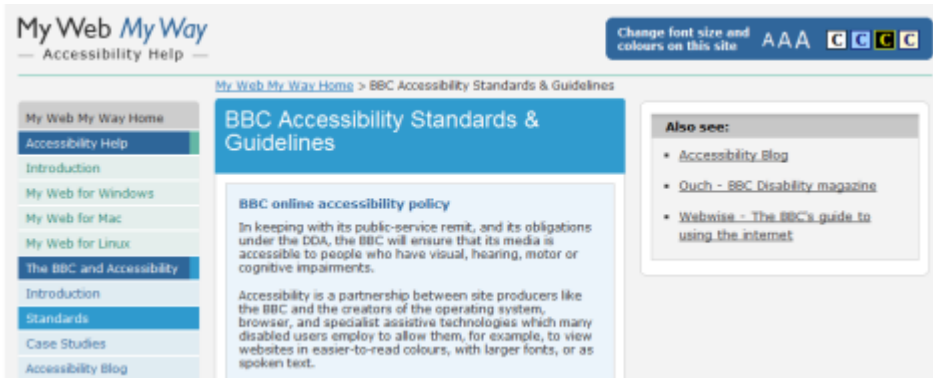 My Web My Way
— Accessibility Help —
Change font size and
colours on this site
A A A
C C C C
My Web My Way Home > BBC Accessibility Standards & Guidelines
My Web My Way Home
Accessibility Help
Introduction
My Web for Windows
My Web for Mac
My Web for Linux
The BBC and Accessibility
Introduction
Standards
Case Studies
Accessibility Blog
BBC Accessibility Standards &
Guidelines
BBC online accessibility policy
In keeping with its public-service remit, and its obligations
under the DDA, the BBC will ensure that its media is
accessible to people who have visual, hearing, motor or
cognitive impairments.
Accessibility is a partnership between site producers like
the BBC and the creators of the operating system,
browser, and specialist assistive technologies which many
disabled users employ to allow them, for example, to view
websites in easier-to-read colours, with larger fonts, or as
spoken text.
Also see:
Accessibility Blog
Ouch - BBC Disability magazine
Webwise - The BBC's guide to
using the internet